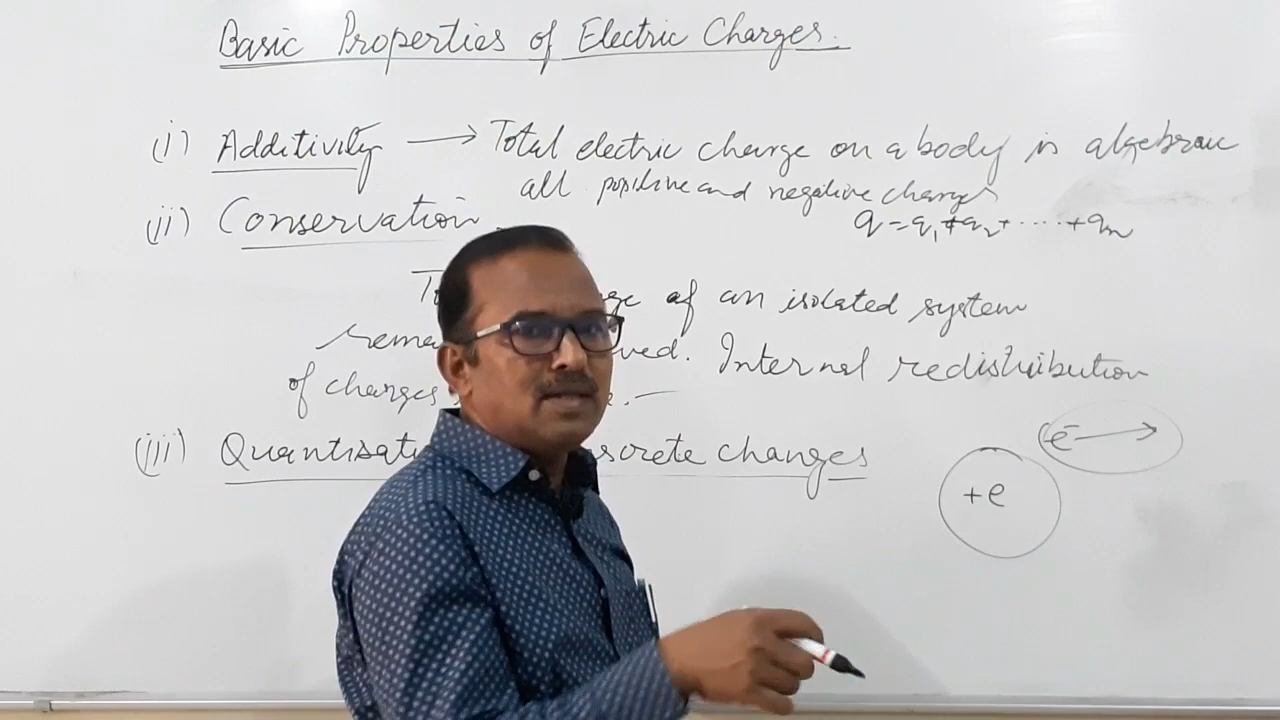 Basic Properties of Electric Charges.
(i) Additivity → Total electric charge on a body is algebraic
all positive and negative charges
(ii) Conservation.
q = q₁ + q₂ + ..... + qₙ
of an isolated system
Internal redistribution
of charges
(iii) Quantisati screte changes
e⁻ →
+e